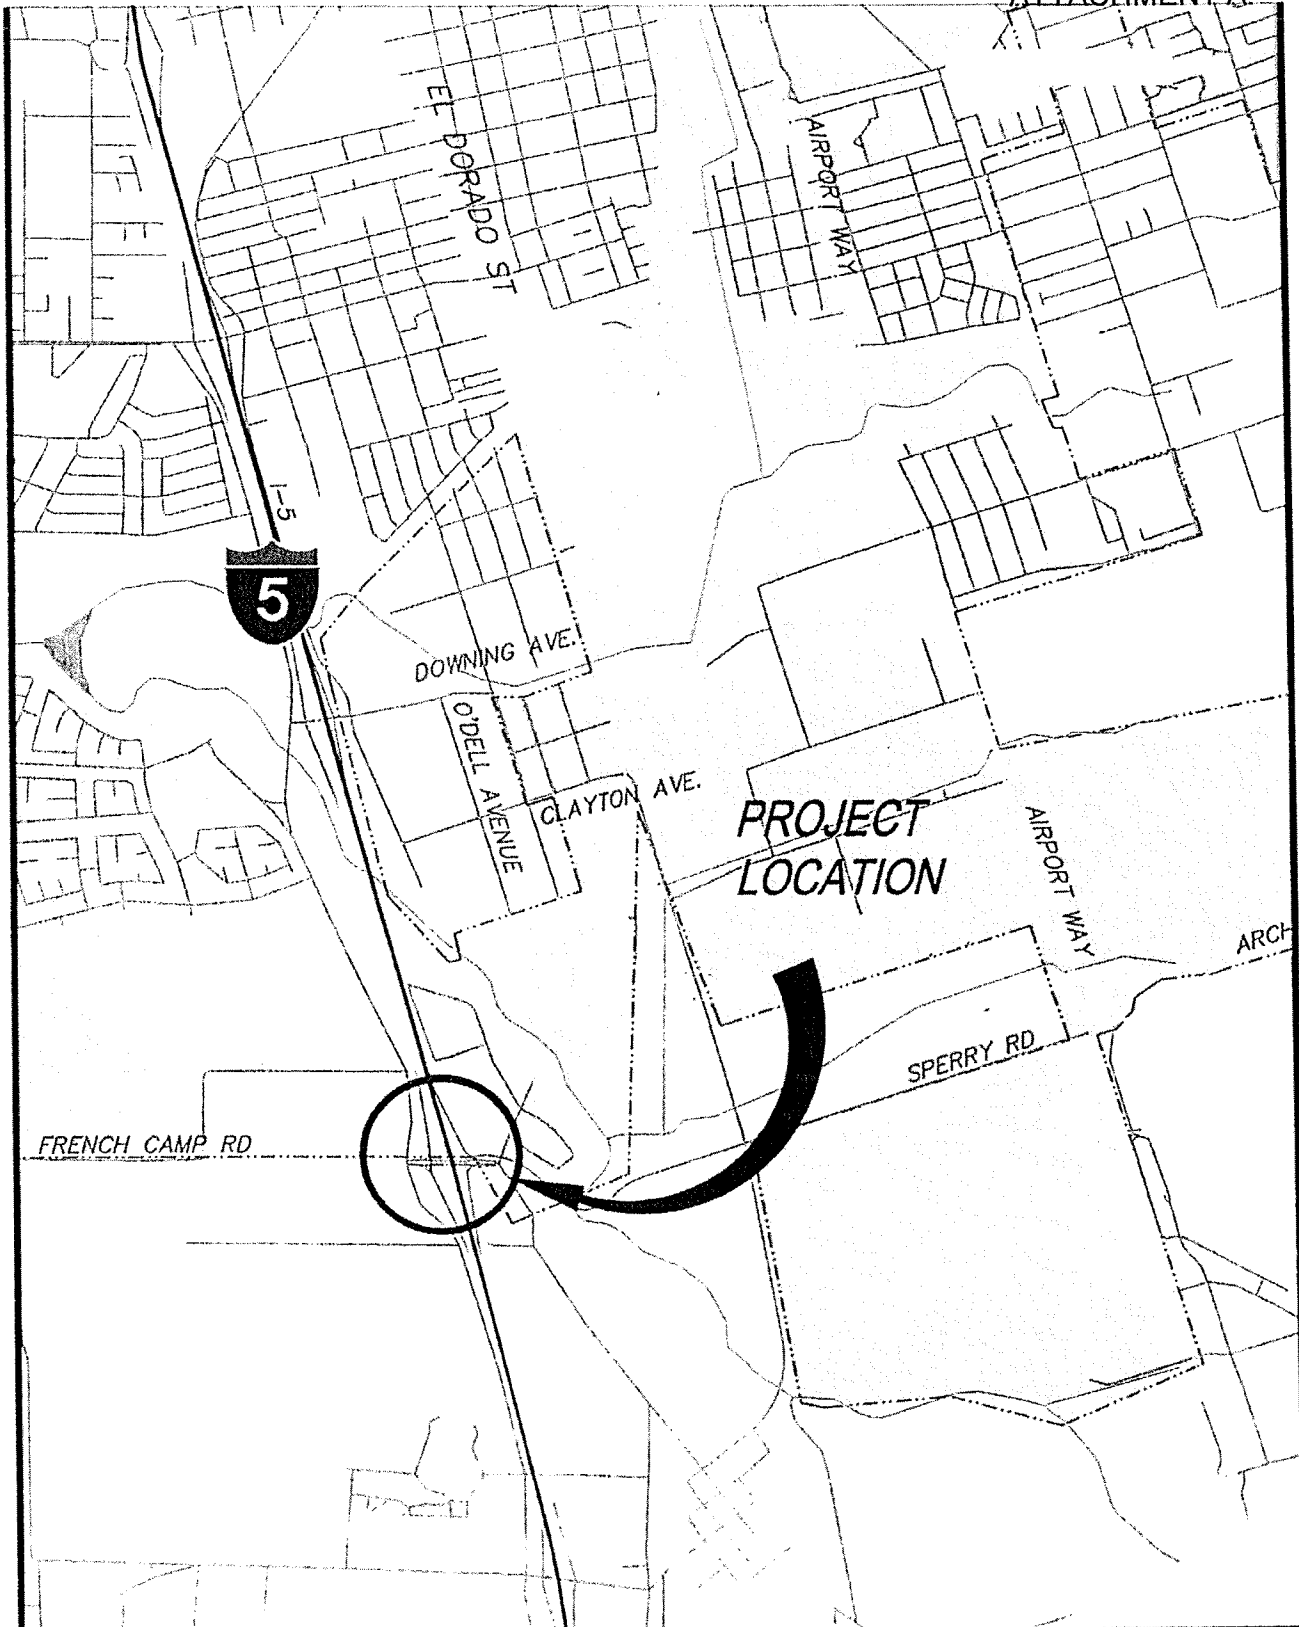 EL DORADO ST
AIRPORT WAY
I-5
5
DOWNING AVE.
O'DELL AVENUE
CLAYTON AVE.
PROJECT
LOCATION
AIRPORT WAY
ARCH
SPERRY RD
FRENCH CAMP RD